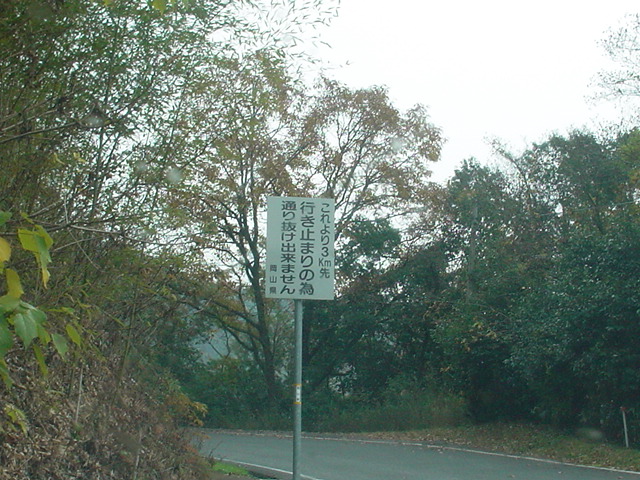 これより3Km先
行き止まりの為
通り抜け出来ません
岡山県